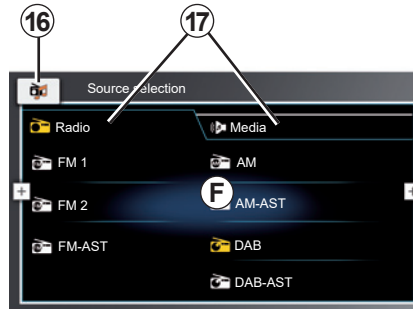 16 17
Source selection
Radio Media
FM 1 AM
FM 2 F AM-AST
FM-AST DAB
DAB-AST